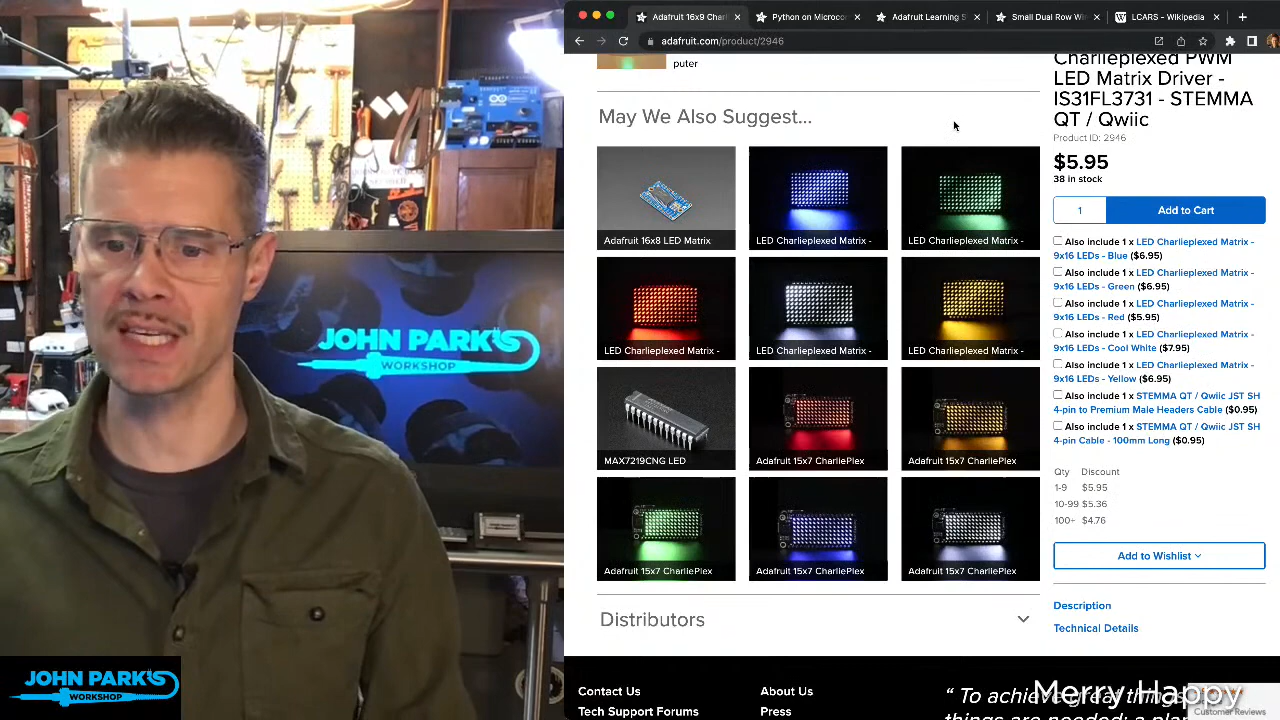 Adafruit 16x9 Charl
Python on Microcon
Adafruit Learning S
Small Dual Row Wi
LCARS - Wikipedia
adafruit.com/product/2946
puter
Charlieplexed PWM
LED Matrix Driver -
IS31FL3731 - STEMMA
QT / Qwiic
Product ID: 2946
$5.95
38 in stock
1
Add to Cart
Also include 1 x LED Charlieplexed Matrix -
9x16 LEDs - Blue ($6.95)
Also include 1 x LED Charlieplexed Matrix -
9x16 LEDs - Green ($6.95)
Also include 1 x LED Charlieplexed Matrix -
9x16 LEDs - Red ($5.95)
Also include 1 x LED Charlieplexed Matrix -
9x16 LEDs - Cool White ($7.95)
Also include 1 x LED Charlieplexed Matrix -
9x16 LEDs - Yellow ($6.95)
Also include 1 x STEMMA QT / Qwiic JST SH
4-pin to Premium Male Headers Cable ($0.95)
Also include 1 x STEMMA QT / Qwiic JST SH
4-pin Cable - 100mm Long ($0.95)
Qty Discount
1-9 $5.95
10-99 $5.36
100+ $4.76
Add to Wishlist
Description
Technical Details
May We Also Suggest...
Adafruit 16x8 LED Matrix
LED Charlieplexed Matrix -
LED Charlieplexed Matrix -
LED Charlieplexed Matrix -
LED Charlieplexed Matrix -
LED Charlieplexed Matrix -
MAX7219CNG LED
Adafruit 15x7 CharliePlex
Adafruit 15x7 CharliePlex
Adafruit 15x7 CharliePlex
Adafruit 15x7 CharliePlex
Adafruit 15x7 CharliePlex
Distributors
Contact Us
Tech Support Forums
About Us
Press
Merry Happy
Customer Reviews
JOHN PARK'S
WORKSHOP
JOHN PARK'S
WORKSHOP